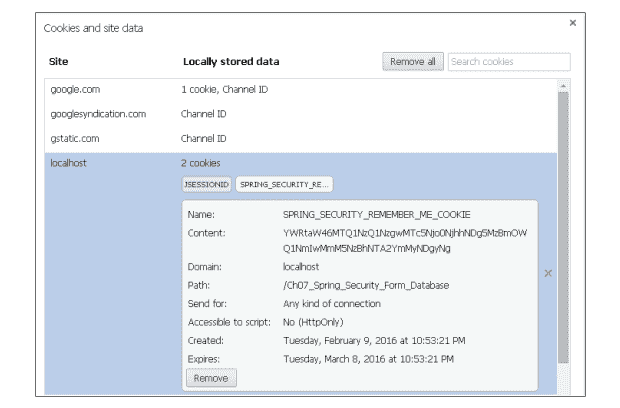 Cookies and site data
Site Locally stored data Remove all Search cookies
google.com 1 cookie, Channel ID
googlesyndication.com Channel ID
gstatic.com Channel ID
localhost 2 cookies
JSESSIONID SPRING_SECURITY_RE...
Name: SPRING_SECURITY_REMEMBER_ME_COOKIE
Content: YWRtaW46MTQ1NzQ1NzgwMTc5Njo0NjhhNDg5MzBmOW
Q1NmIwMmM5NzBhNTA2YmMyNDgyNg
Domain: localhost
Path: /Ch07_Spring_Security_Form_Database
Send for: Any kind of connection
Accessible to script: No (HttpOnly)
Created: Tuesday, February 9, 2016 at 10:53:21 PM
Expires: Tuesday, March 8, 2016 at 10:53:21 PM
Remove